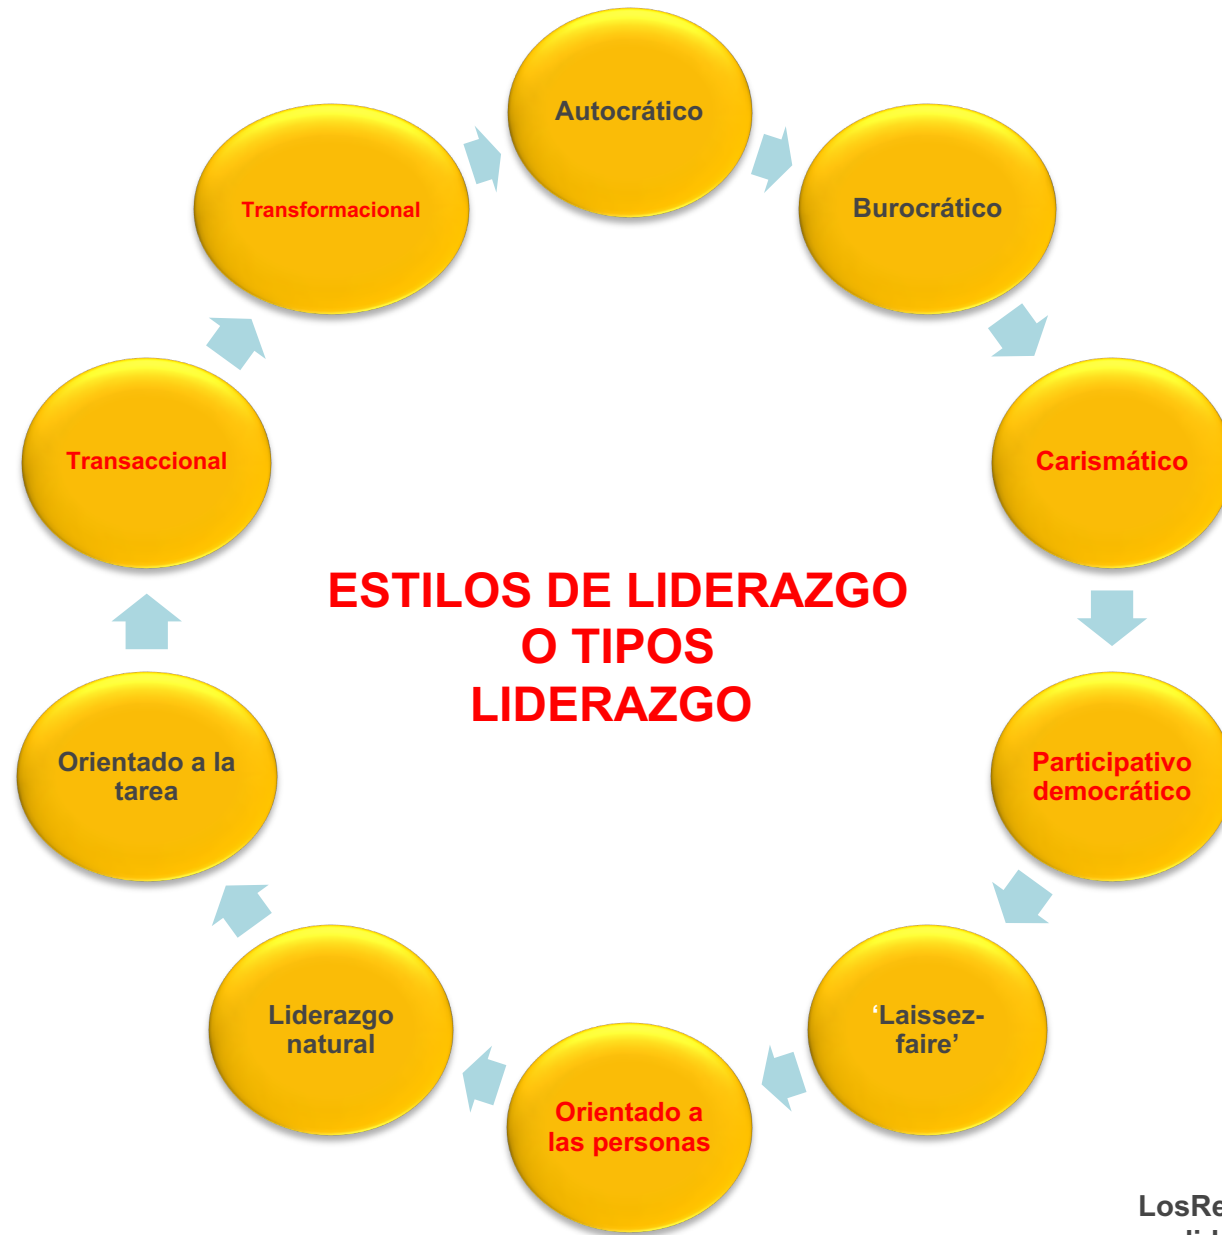 Autocrático
Burocrático
Carismático
Participativo
democrático
‘Laissez-
faire’
Orientado a
las personas
Liderazgo
natural
Orientado a la
tarea
Transaccional
Transformacional
ESTILOS DE LIDERAZGO
O TIPOS
LIDERAZGO
LosRe